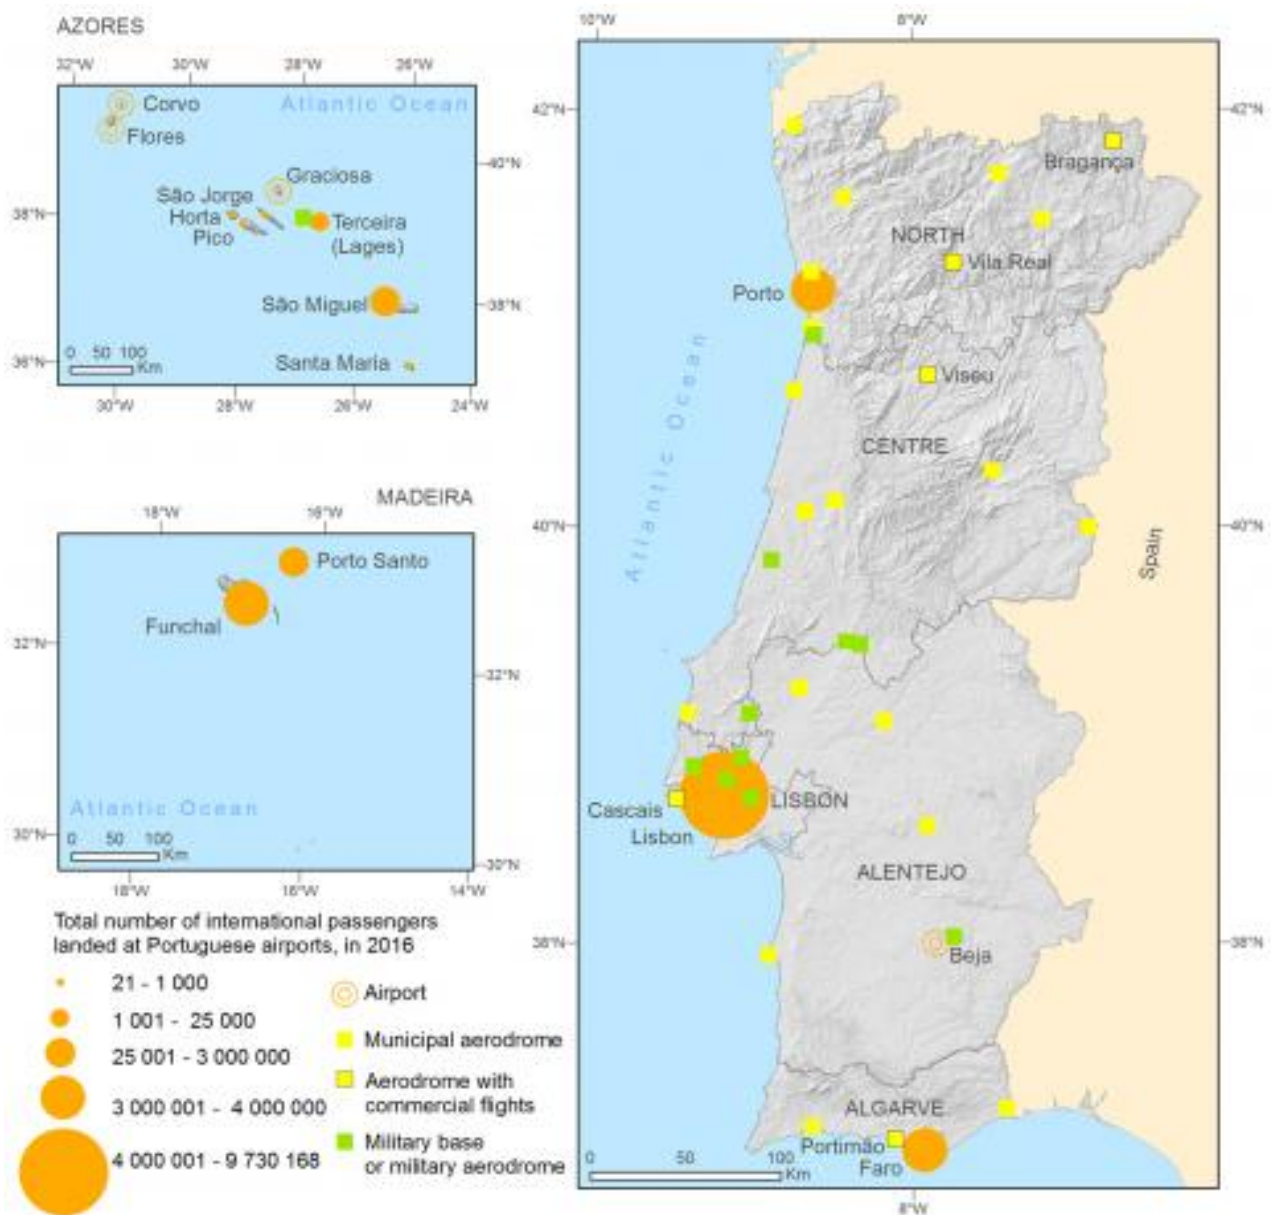 AZORES
32°W 30°W 28°W 26°W
Corvo
Atlantic Ocean
Flores
40°N
Graciosa
São Jorge
38°N
Horta
Terceira
(Lages)
Pico
São Miguel
38°N
Santa Maria
36°N
0 50 100
Km
30°W 28°W 26°W 24°W
MADEIRA
18°W 16°W
Porto Santo
Funchal
32°N
32°N
Atlantic Ocean
30°N
0 50 100
Km
30°N
18°W 16°W 14°W
Total number of international passengers
landed at Portuguese airports, in 2016
21 - 1 000
1 001 - 25 000
25 001 - 3 000 000
3 000 001 - 4 000 000
4 000 001 - 9 730 168
Airport
Municipal aerodrome
Aerodrome with
commercial flights
Military base
or military aerodrome
10°W 8°W
42°N
42°N
Bragança
NORTH
Vila Real
Porto
Viseu
Atlantic Ocean
CENTRE
40°N
40°N
Spain
Cascais
LISBON
Lisbon
ALENTEJO
38°N
38°N
Beja
ALGARVE
Portimão
Faro
0 50 100
Km
8°W